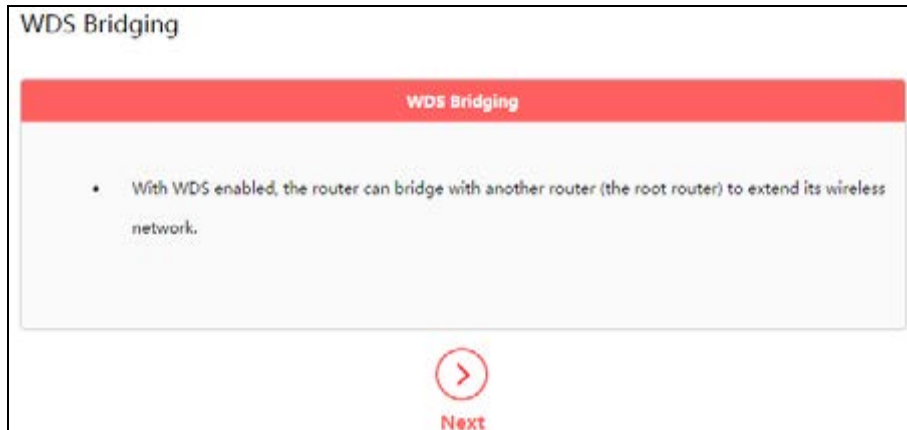 WDS Bridging
WDS Bridging
• With WDS enabled, the router can bridge with another router (the root router) to extend its wireless
network.
Next